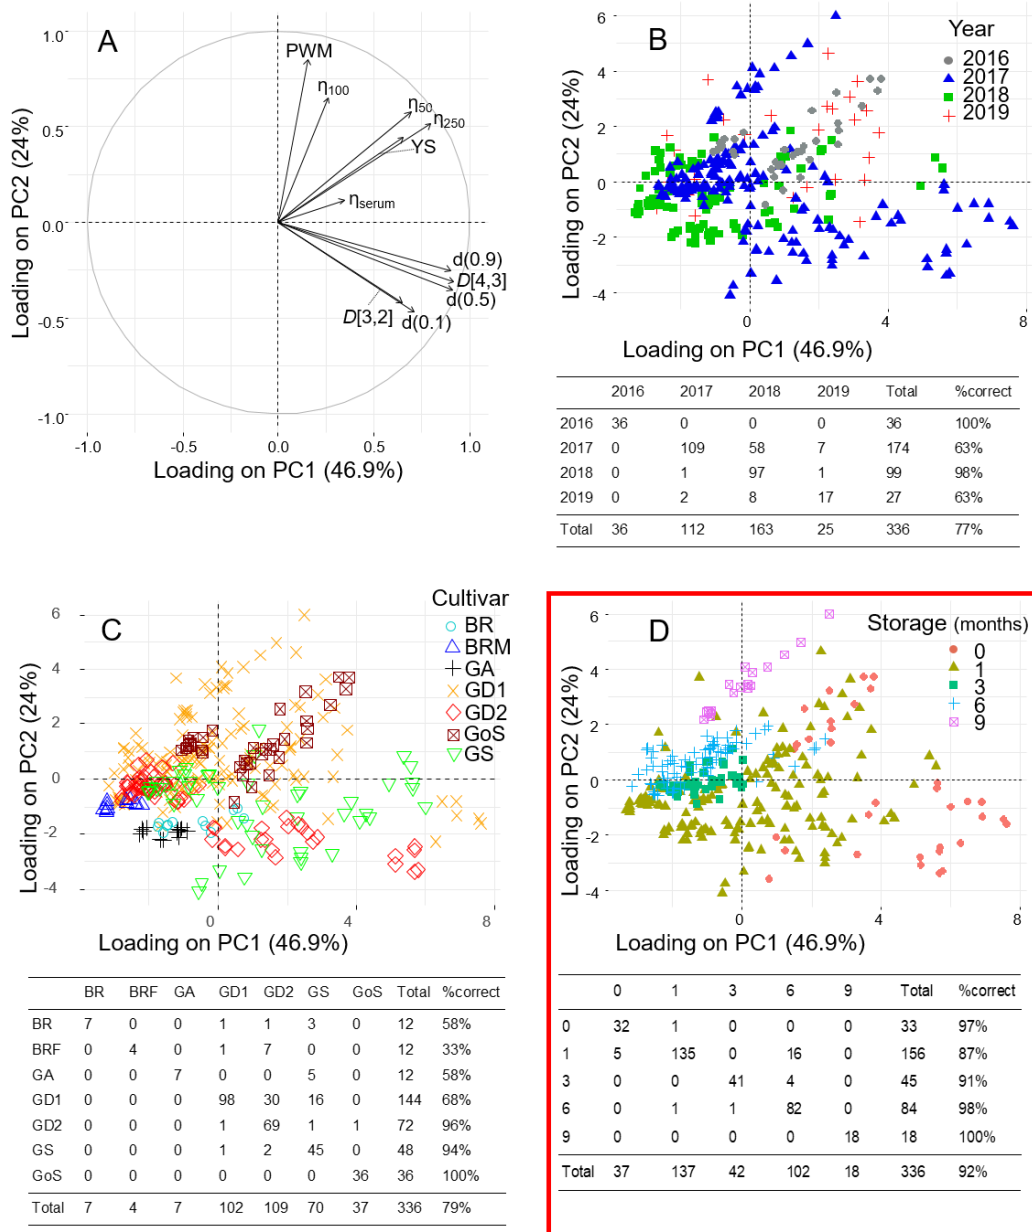 A
PWM
η100
η50
η250
YS
ηserum
d(0.9)
D[4,3]
d(0.5)
D[3,2]
d(0.1)
1.0
0.5
0.0
-0.5
-1.0
-1.0 -0.5 0.0 0.5 1.0
Loading on PC2 (24%)
Loading on PC1 (46.9%)
B
Year
2016
2017
2018
2019
6
4
2
0
-2
-4
0 4 8
Loading on PC2 (24%)
Loading on PC1 (46.9%)
2016 2017 2018 2019 Total %correct
2016 36 0 0 0 36 100%
2017 0 109 58 7 174 63%
2018 0 1 97 1 99 98%
2019 0 2 8 17 27 63%
Total 36 112 163 25 336 77%
C
Cultivar
BR
BRM
GA
GD1
GD2
GoS
GS
6
4
2
0
-2
-4
0 4 8
Loading on PC2 (24%)
Loading on PC1 (46.9%)
BR BRF GA GD1 GD2 GS GoS Total %correct
BR 7 0 0 1 1 3 0 12 58%
BRF 0 4 0 1 7 0 0 12 33%
GA 0 0 7 0 0 5 0 12 58%
GD1 0 0 0 98 30 16 0 144 68%
GD2 0 0 0 1 69 1 1 72 96%
GS 0 0 0 1 2 45 0 48 94%
GoS 0 0 0 0 0 0 36 36 100%
Total 7 4 7 102 109 70 37 336 79%
D
Storage (months)
0
1
3
6
9
6
4
2
0
-2
-4
0 4 8
Loading on PC2 (24%)
Loading on PC1 (46.9%)
0 1 3 6 9 Total %correct
0 32 1 0 0 0 33 97%
1 5 135 0 16 0 156 87%
3 0 0 41 4 0 45 91%
6 0 1 1 82 0 84 98%
9 0 0 0 0 18 18 100%
Total 37 137 42 102 18 336 92%